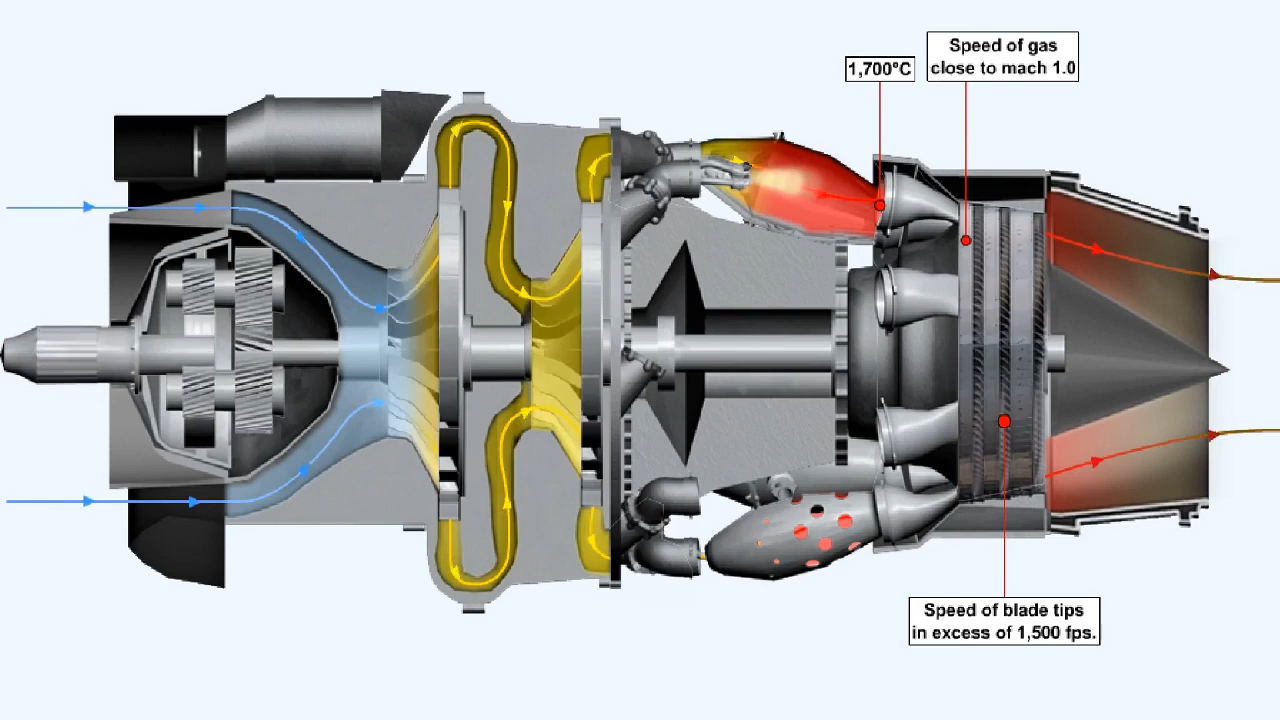 Speed of gas
close to mach 1.0
1,700°C
Speed of blade tips
in excess of 1,500 fps.